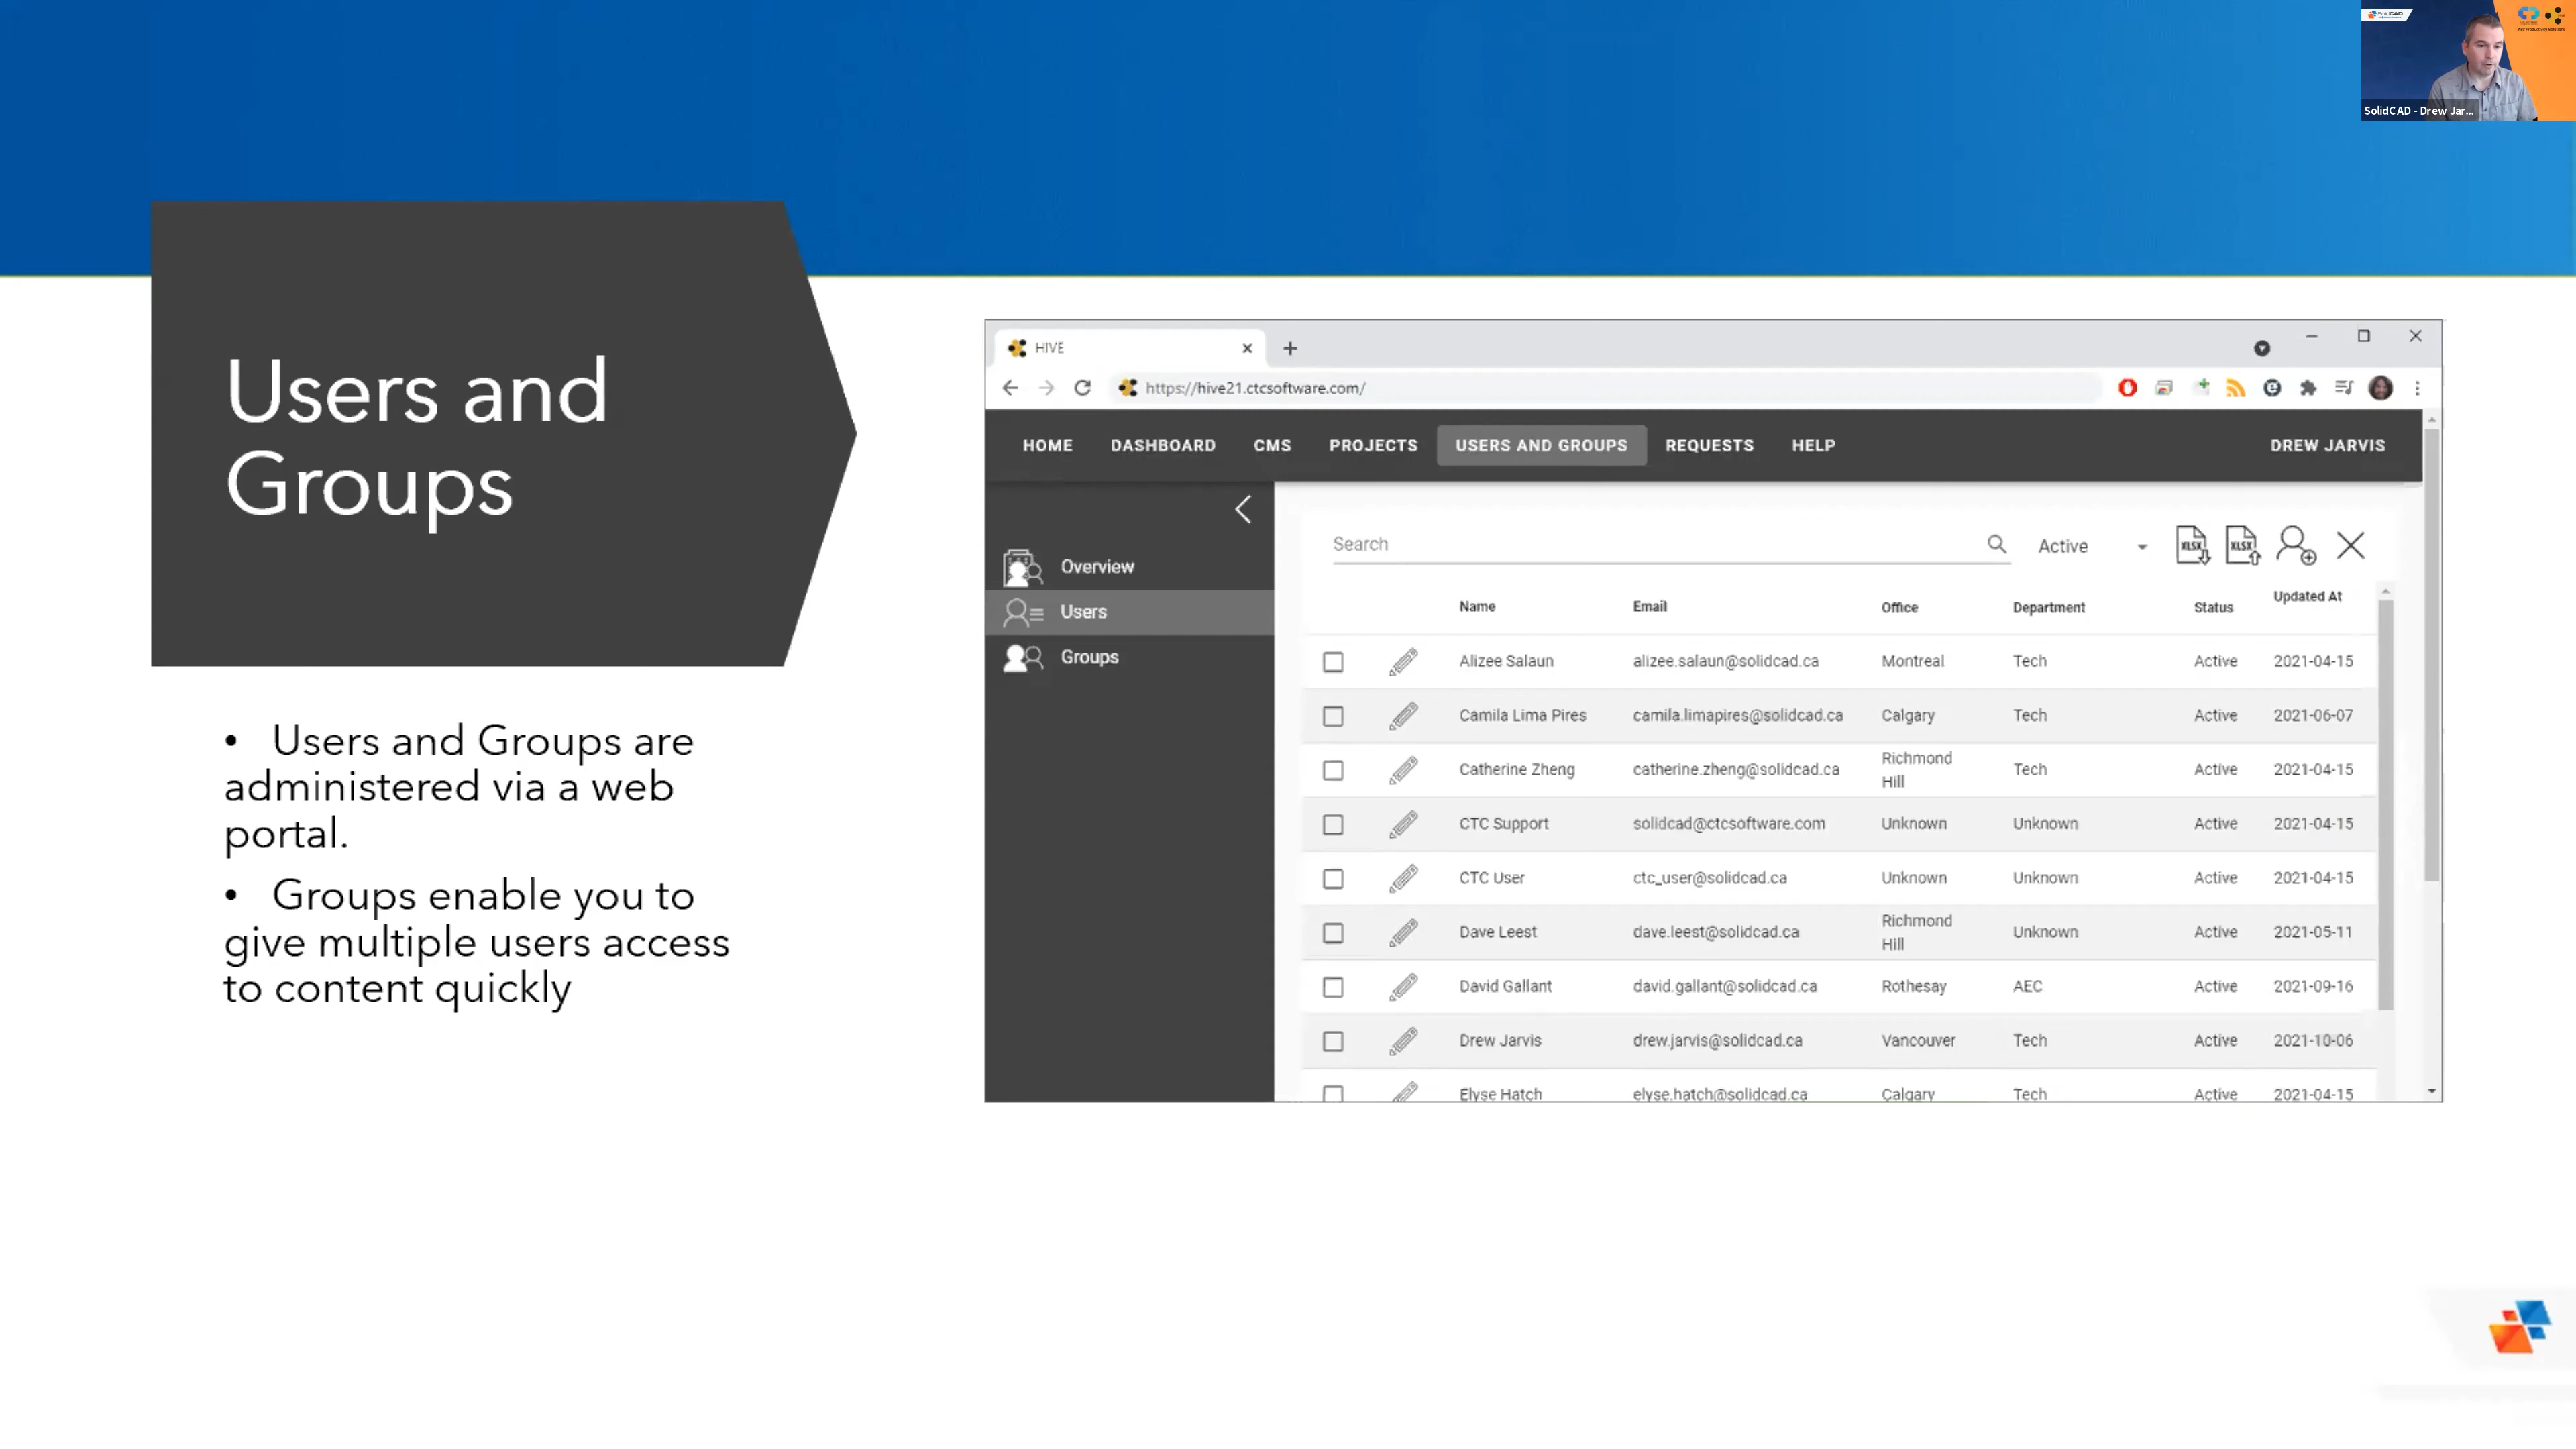 SolidCAD - Drew Jar...
Users and
Groups
• Users and Groups are
administered via a web
portal.
• Groups enable you to
give multiple users access
to content quickly
HIVE
https://hive21.ctcsoftware.com/
HOME DASHBOARD CMS PROJECTS USERS AND GROUPS REQUESTS HELP DREW JARVIS
Overview
Users
Groups
Search Active XLSX XLSX
Name Email Office Department Status Updated At
Alizee Salaun alizee.salaun@solidcad.ca Montreal Tech Active 2021-04-15
Camila Lima Pires camila.limapires@solidcad.ca Calgary Tech Active 2021-06-07
Catherine Zheng catherine.zheng@solidcad.ca Richmond Hill Tech Active 2021-04-15
CTC Support solidcad@ctcsoftware.com Unknown Unknown Active 2021-04-15
CTC User ctc_user@solidcad.ca Unknown Unknown Active 2021-04-15
Dave Leest dave.leest@solidcad.ca Richmond Hill Unknown Active 2021-05-11
David Gallant david.gallant@solidcad.ca Rothesay AEC Active 2021-09-16
Drew Jarvis drew.jarvis@solidcad.ca Vancouver Tech Active 2021-10-06
Elyse Hatch elyse.hatch@solidcad.ca Calgary Tech Active 2021-04-15